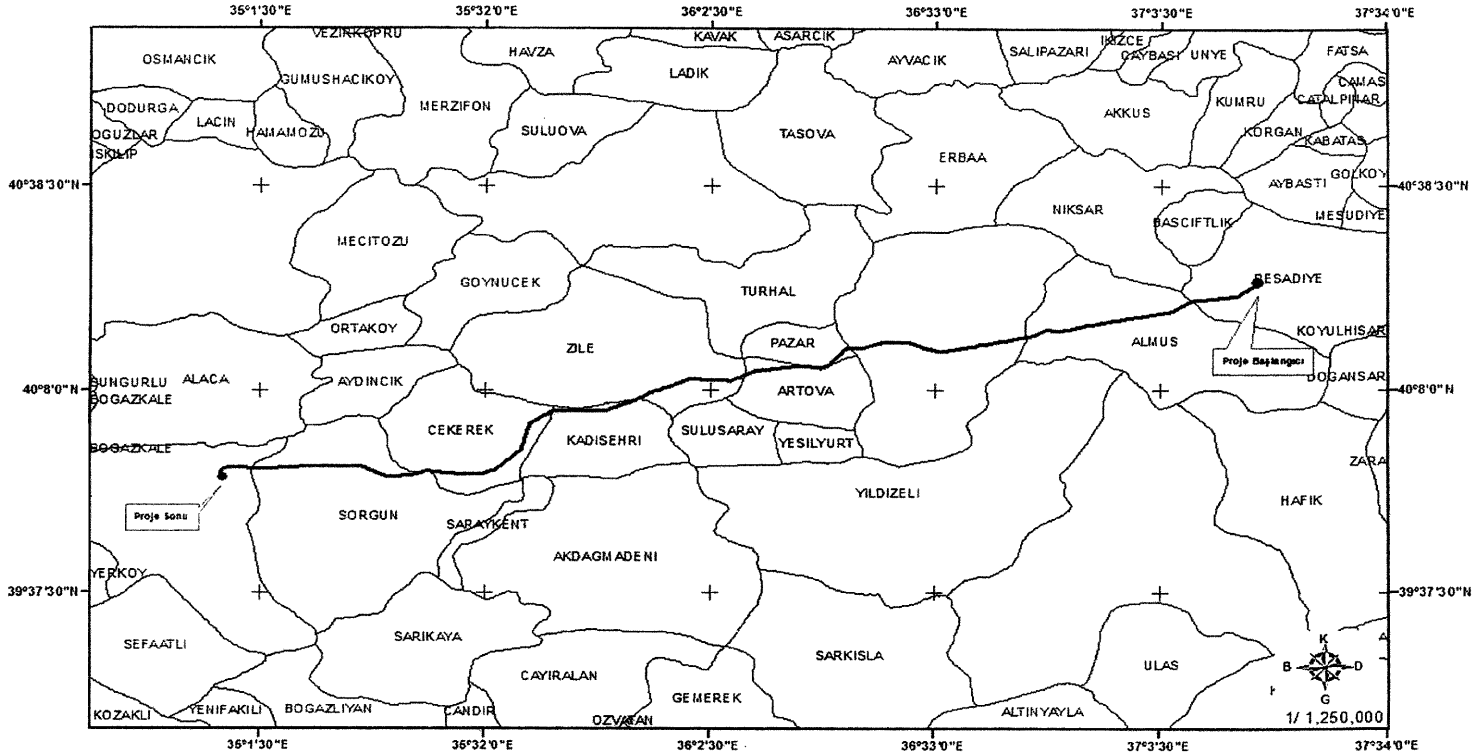 35°1'30"E 35°32'0"E 36°2'30"E 36°33'0"E 37°3'30"E 37°34'0"E
VEZIRKOPRU HAVZA KAVAK ASARCIK IKIZCE
OSMANCIK GUMUSHACIKOY LADIK AYVACIK SALIPAZARI CAYBASI UNYE FATSA
DODURGA LACIN HAMAMOZU MERZIFON SULUOVA TASOVA AKKUS KUMRU CAMAS CATALPINAR
OGUZLAR ISKILIP ERBAA KORGAN KABATAS
40°38'30"N AYBASTI GOLKOY 40°38'30"N
NIKSAR BASCIFTLIK MESUDIYE
MECITOZU
GOYNUCEK TURHAL RESADIYE
ORTAKOY ZILE PAZAR ALMUS KOYULHISAR
Proje Başlangıcı
SUNGURLU ALACA AYDINCIK DOGANSAR
40°8'0"N BOGAZKALE ARTOVA 40°8'0"N
CEKEREK KADISEHRI SULUSARAY YESILYURT
BOGAZKALE ZARA
YILDIZELI HAFIK
Proje Sonu SORGUN SARAYKENT
AKDAGMADENI
YERKOY
39°37'30"N 39°37'30"N
SEFAATLI SARIKAYA SARKISLA ULAS
K
B D
G
CAYIRALAN GEMEREK
KOZAKLI YENIFAKILI BOGAZLIYAN CANDIR OZVATAN ALTINYAYLA
1/ 1,250,000
35°1'30"E 35°32'0"E 36°2'30"E 36°33'0"E 37°3'30"E 37°34'0"E